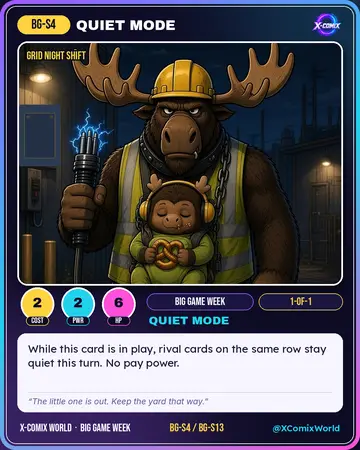 BG-S4 QUIET MODE
X-COMIX
GRID NIGHT SHIFT
2 2 6 BIG GAME WEEK 1-OF-1
COST PWR HP QUIET MODE
While this card is in play, rival cards on the same row stay
quiet this turn. No pay power.
"The little one is out. Keep the yard that way."
X-COMIX WORLD · BIG GAME WEEK BG-S4 / BG-S13 @XComixWorld